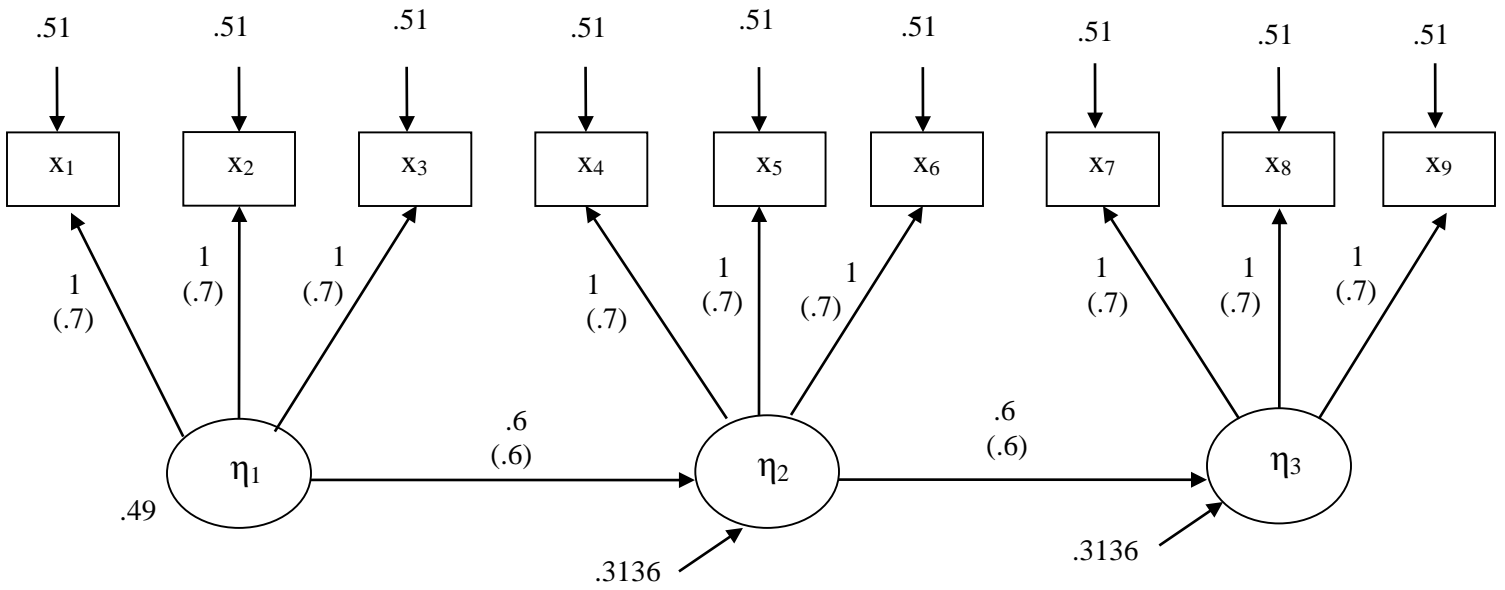 .51 .51 .51 .51 .51 .51 .51 .51 .51
x₁ x₂ x₃ x₄ x₅ x₆ x₇ x₈ x₉
1 1 1 1 1 1 1 1 1
(.7) (.7) (.7) (.7) (.7) (.7) (.7) (.7) (.7)
.6 .6
(.6) (.6)
η₁ η₂ η₃
.49 .3136 .3136